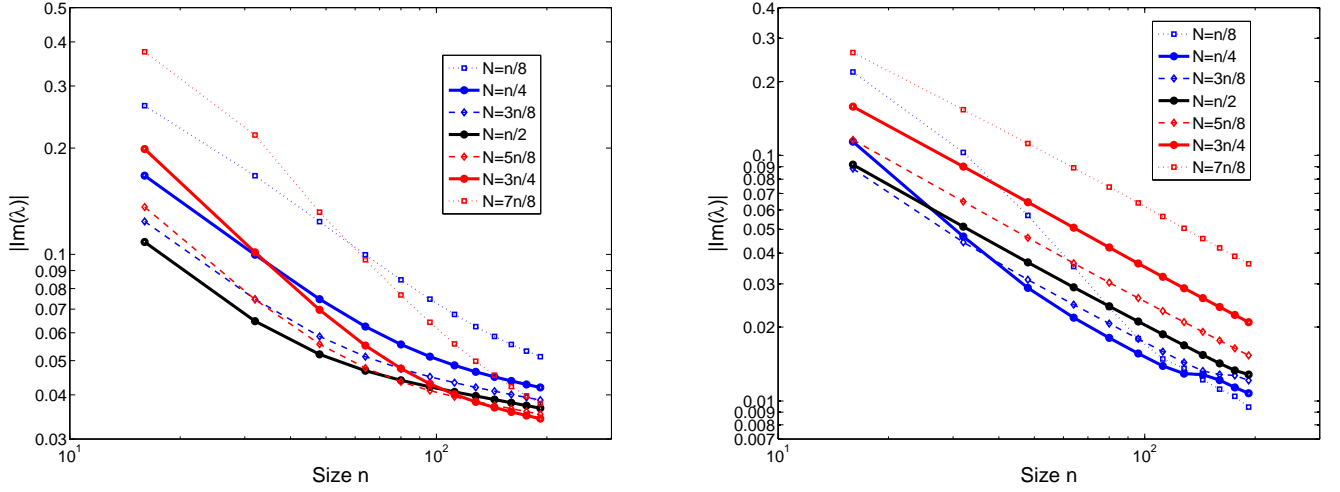 0.5
0.4
0.3
0.2
0.1
0.09
0.08
0.07
0.06
0.05
0.04
0.03
|Im(λ)|
10^1
10^2
Size n
N=n/8
N=n/4
N=3n/8
N=n/2
N=5n/8
N=3n/4
N=7n/8
0.4
0.3
0.2
0.1
0.09
0.08
0.07
0.06
0.05
0.04
0.03
0.02
0.01
0.009
0.008
0.007
|Im(λ)|
10^1
10^2
Size n
N=n/8
N=n/4
N=3n/8
N=n/2
N=5n/8
N=3n/4
N=7n/8